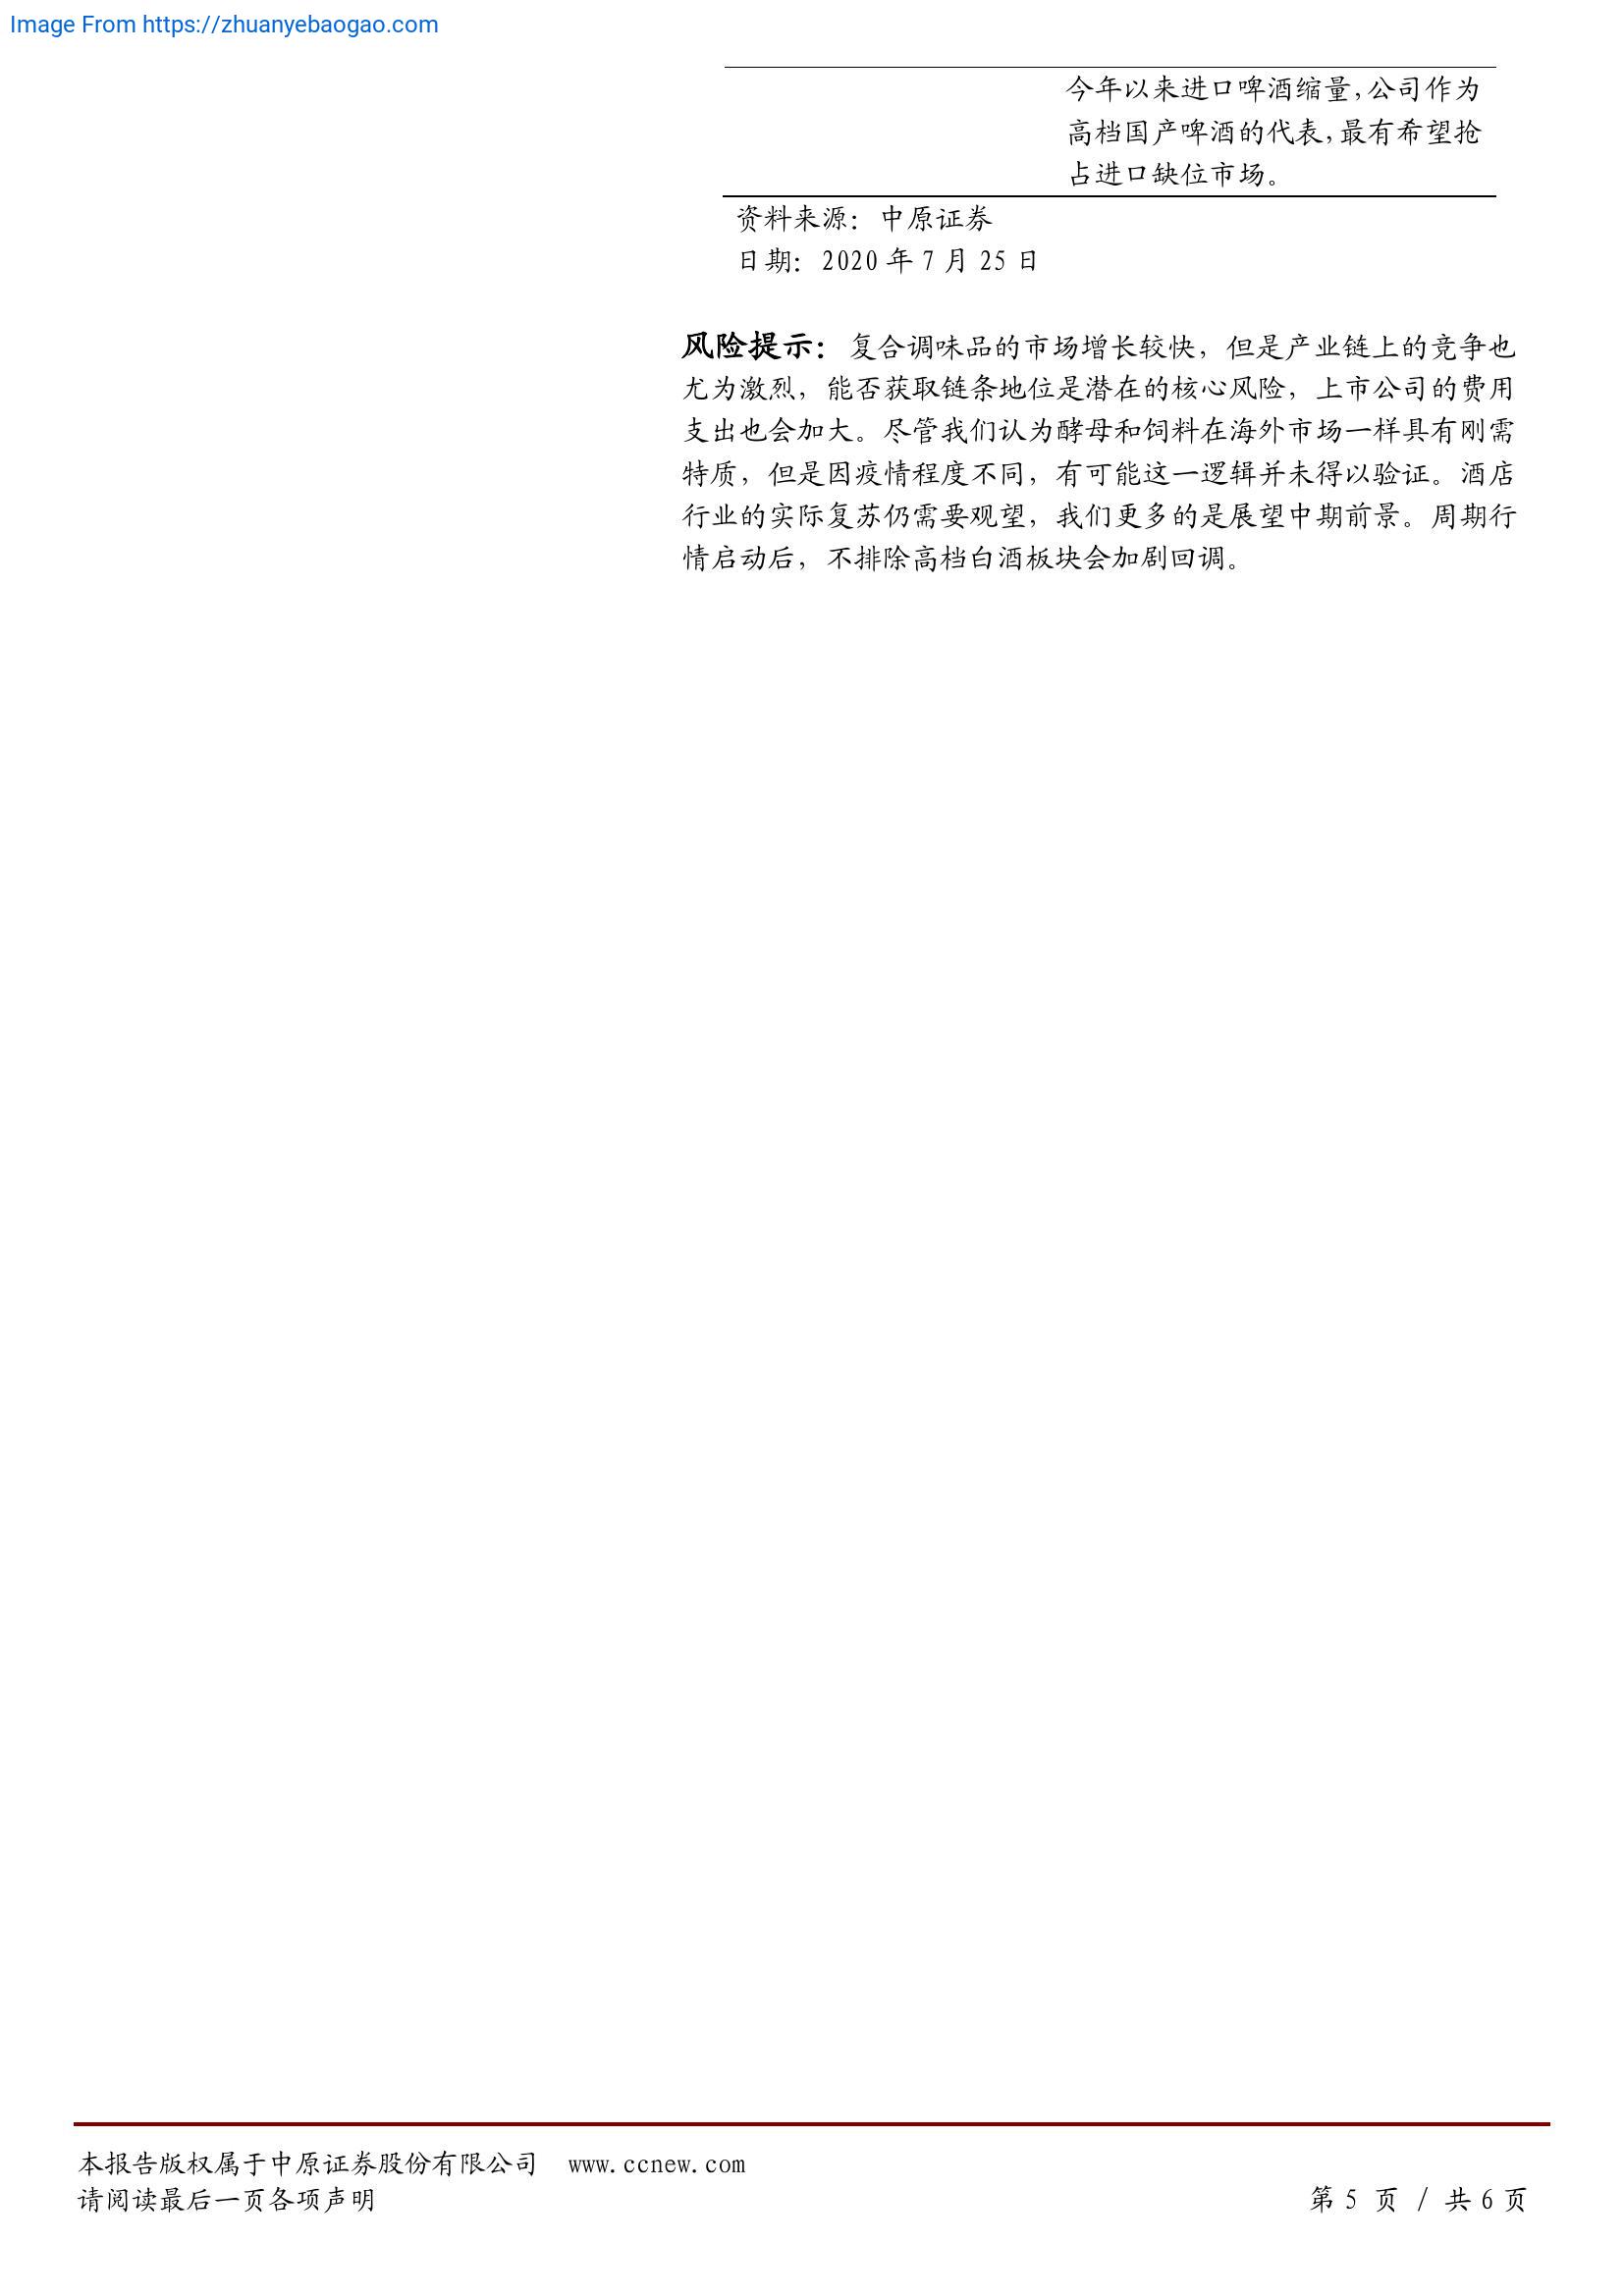 Image From https://zhuanyebaogao.com
今年以来进口啤酒缩量，公司作为
高档国产啤酒的代表，最有希望抢
占进口缺位市场。
资料来源：中原证券
日期：2020 年 7 月 25 日
风险提示：复合调味品的市场增长较快，但是产业链上的竞争也
尤为激烈，能否获取链条地位是潜在的核心风险，上市公司的费用
支出也会加大。尽管我们认为酵母和饲料在海外市场一样具有刚需
特质，但是因疫情程度不同，有可能这一逻辑并未得以验证。酒店
行业的实际复苏仍需要观望，我们更多的是展望中期前景。周期行
情启动后，不排除高档白酒板块会加剧回调。
本报告版权属于中原证券股份有限公司 www.ccnew.com
请阅读最后一页各项声明
第 5 页 / 共 6 页